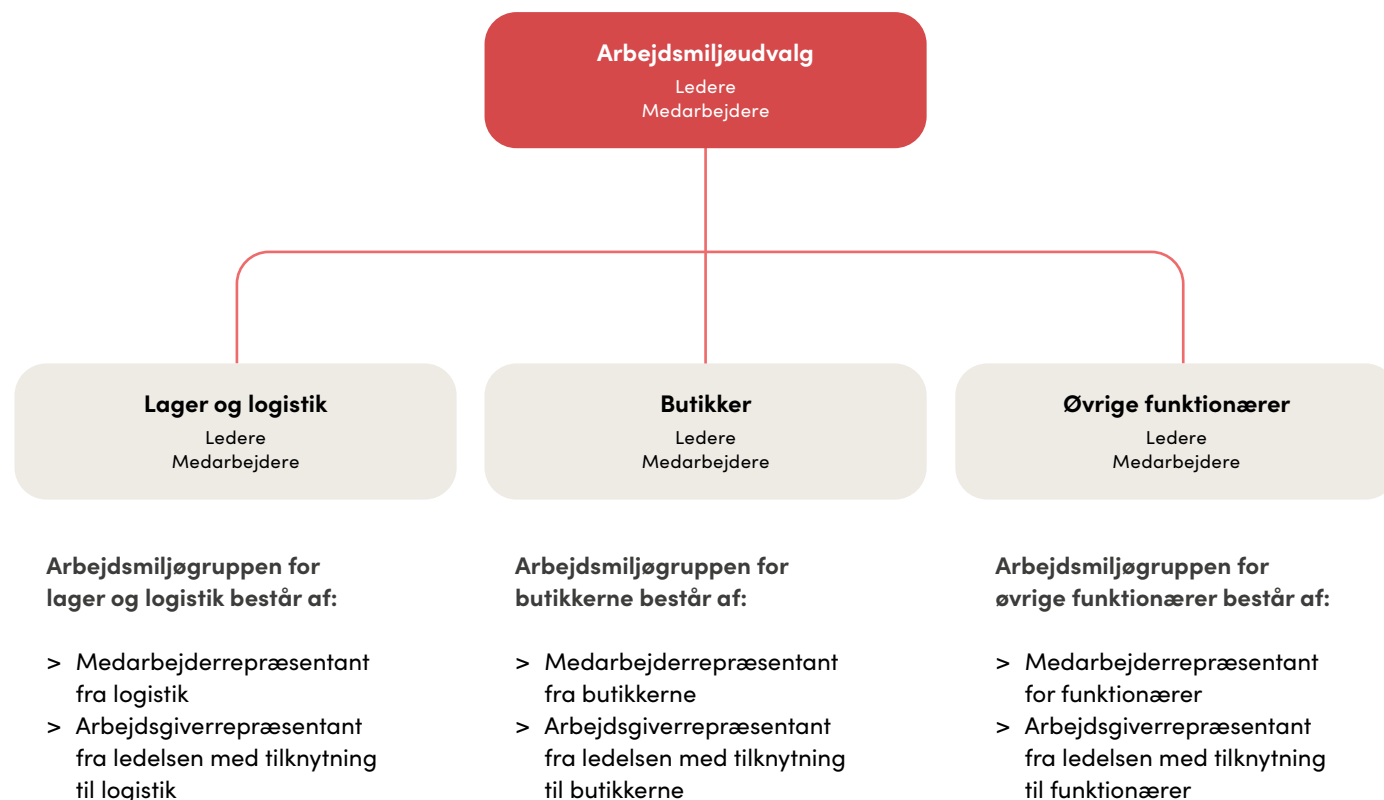 Arbejdsmiljøudvalg
Ledere
Medarbejdere
Lager og logistik
Ledere
Medarbejdere
Butikker
Ledere
Medarbejdere
Øvrige funktionærer
Ledere
Medarbejdere
Arbejdsmiljøgruppen for
lager og logistik består af:
> Medarbejderrepræsentant
fra logistik
> Arbejdsgiverrepræsentant
fra ledelsen med tilknytning
til logistik
Arbejdsmiljøgruppen for
butikkerne består af:
> Medarbejderrepræsentant
fra butikkerne
> Arbejdsgiverrepræsentant
fra ledelsen med tilknytning
til butikkerne
Arbejdsmiljøgruppen for
øvrige funktionærer består af:
> Medarbejderrepræsentant
for funktionærer
> Arbejdsgiverrepræsentant
fra ledelsen med tilknytning
til funktionærer